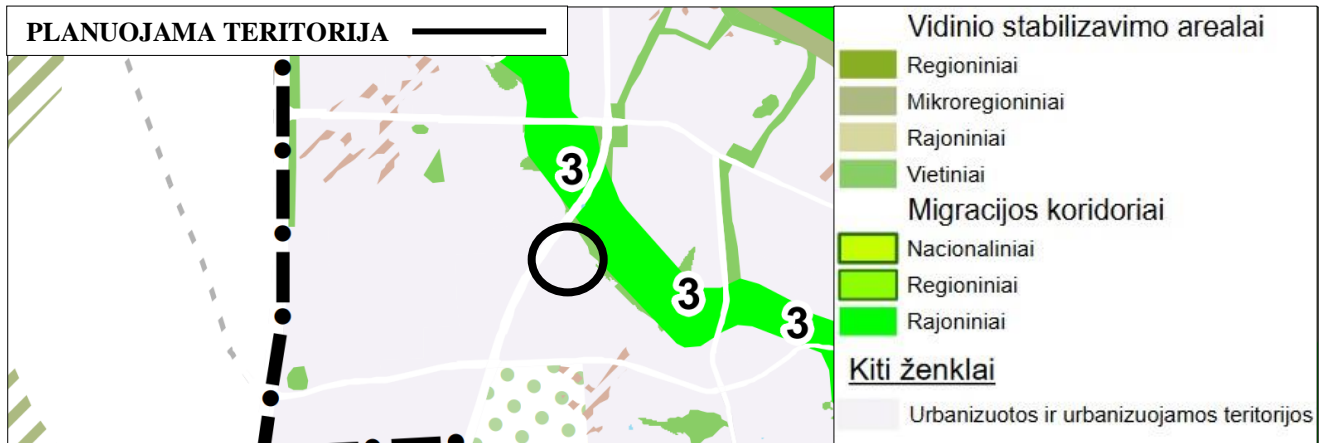 PLANUOJAMA TERITORIJA
3
3
3
Vidinio stabilizavimo arealai
Regioniniai
Mikroregioniniai
Rajoniniai
Vietiniai
Migracijos koridoriai
Nacionaliniai
Regioniniai
Rajoniniai
Kiti ženklai
Urbanizuotos ir urbanizuojamos teritorijos